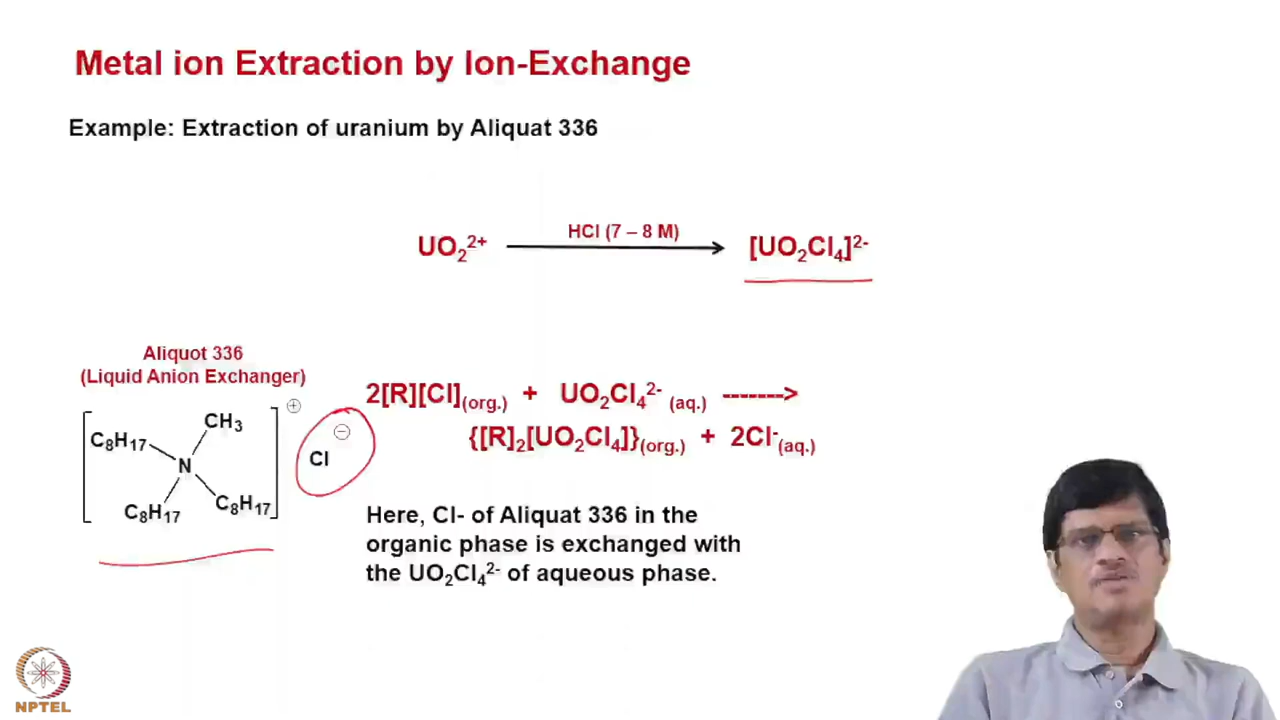 Metal ion Extraction by Ion-Exchange
Example: Extraction of uranium by Aliquat 336
HCl (7 – 8 M)
UO₂²⁺ [UO₂Cl₄]²⁻
Aliquot 336
(Liquid Anion Exchanger)
CH₃
C₈H₁₇
N
C₈H₁₇ C₈H₁₇
⊕
⊖
Cl
2[R][Cl](org.) + UO₂Cl₄²⁻ (aq.) ------->
{[R]₂[UO₂Cl₄]}(org.) + 2Cl⁻(aq.)
Here, Cl- of Aliquat 336 in the
organic phase is exchanged with
the UO₂Cl₄²⁻ of aqueous phase.
NPTEL